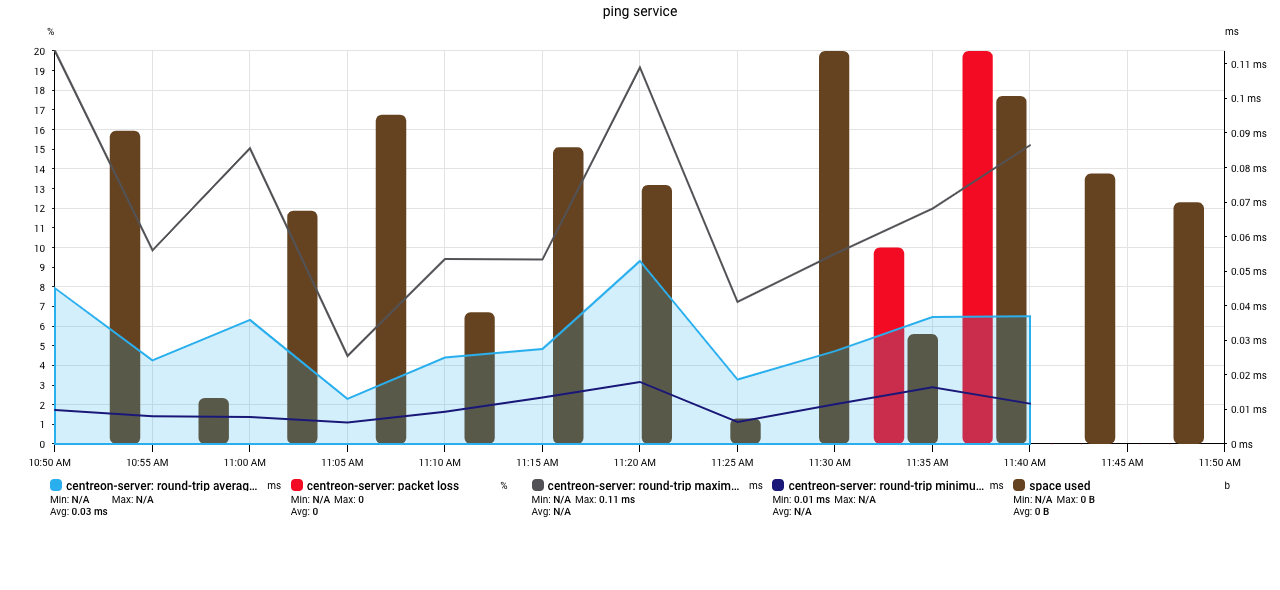 ping service
% ms
20
19
18
17
16
15
14
13
12
11
10
9
8
7
6
5
4
3
2
1
0
0.11 ms
0.1 ms
0.09 ms
0.08 ms
0.07 ms
0.06 ms
0.05 ms
0.04 ms
0.03 ms
0.02 ms
0.01 ms
0 ms
10:50 AM 10:55 AM 11:00 AM 11:05 AM 11:10 AM 11:15 AM 11:20 AM 11:25 AM 11:30 AM 11:35 AM 11:40 AM 11:45 AM 11:50 AM
centreon-server: round-trip averag... ms
Min: N/A Max: N/A
Avg: 0.03 ms
centreon-server: packet loss %
Min: N/A Max: 0
Avg: 0
centreon-server: round-trip maxim... ms
Min: N/A Max: 0.11 ms
Avg: N/A
centreon-server: round-trip minimu... ms
Min: 0.01 ms Max: N/A
Avg: N/A
space used b
Min: N/A Max: 0 B
Avg: 0 B